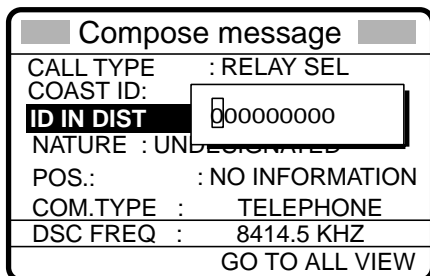 Compose message
CALL TYPE : RELAY SEL
COAST ID:
ID IN DIST 000000000
NATURE : UNDESIGNATED
POS.: : NO INFORMATION
COM.TYPE : TELEPHONE
DSC FREQ : 8414.5 KHZ
GO TO ALL VIEW